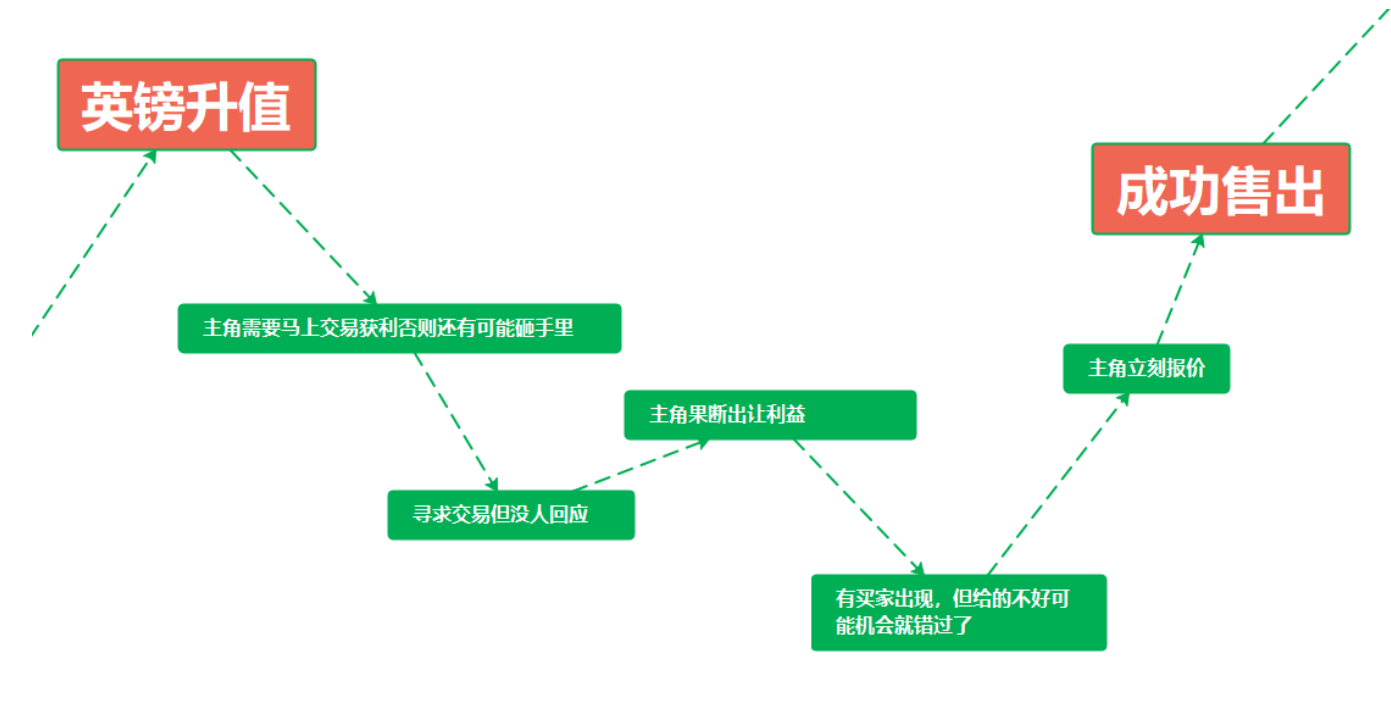 英镑升值
成功售出
主角需要马上交易获利否则还有可能砸手里
主角立刻报价
主角果断出让利益
寻求交易但没人回应
有买家出现，但给的不好可
能机会就错过了